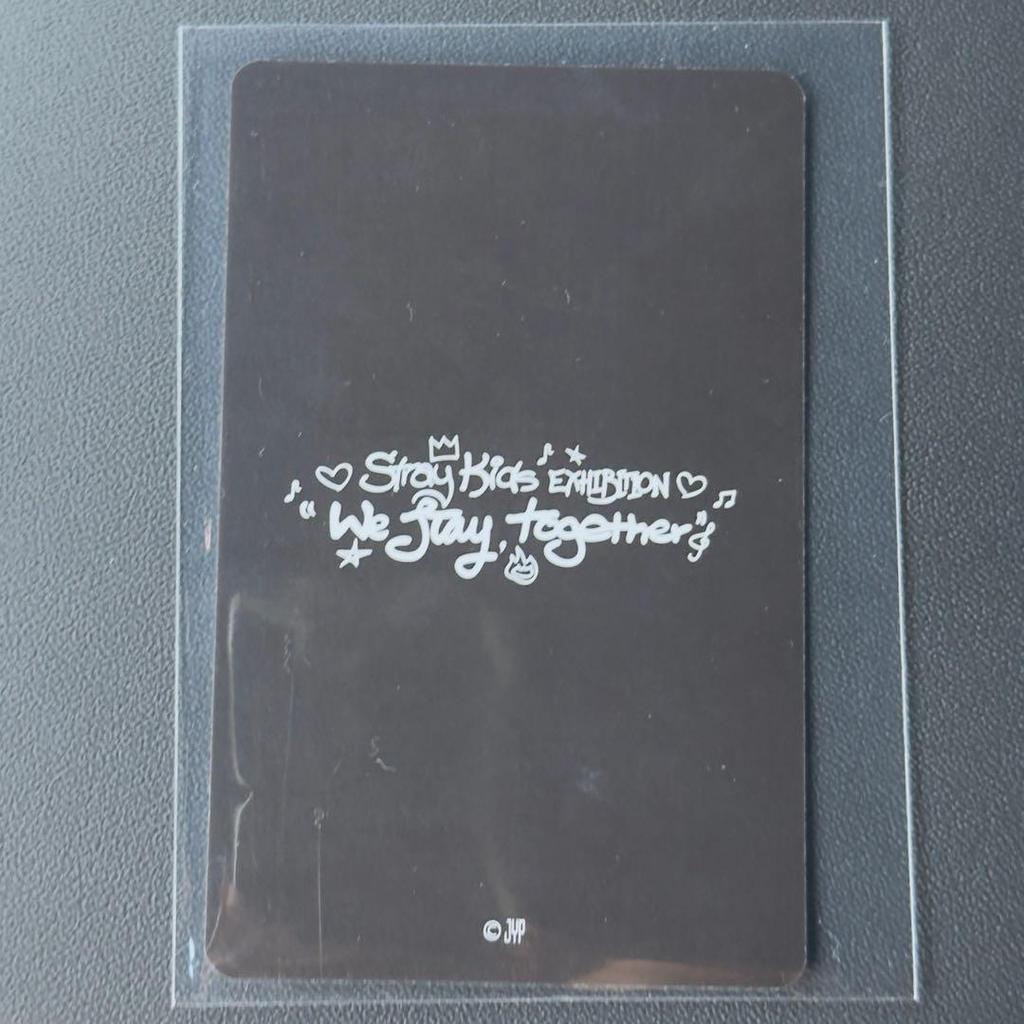 Stray Kids EXHIBITION
"We Stay, together"
© JYP